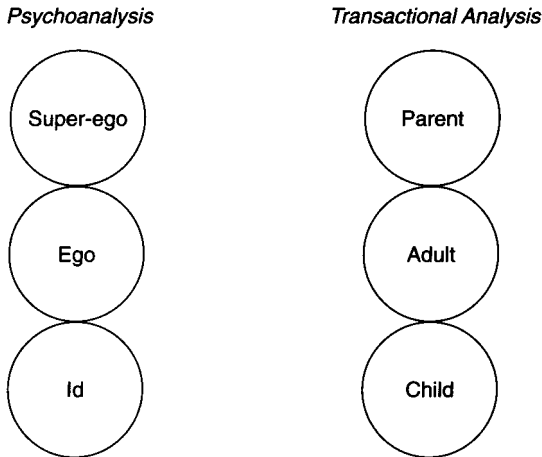 Psychoanalysis
Transactional Analysis
Super-ego
Parent
Ego
Adult
Id
Child